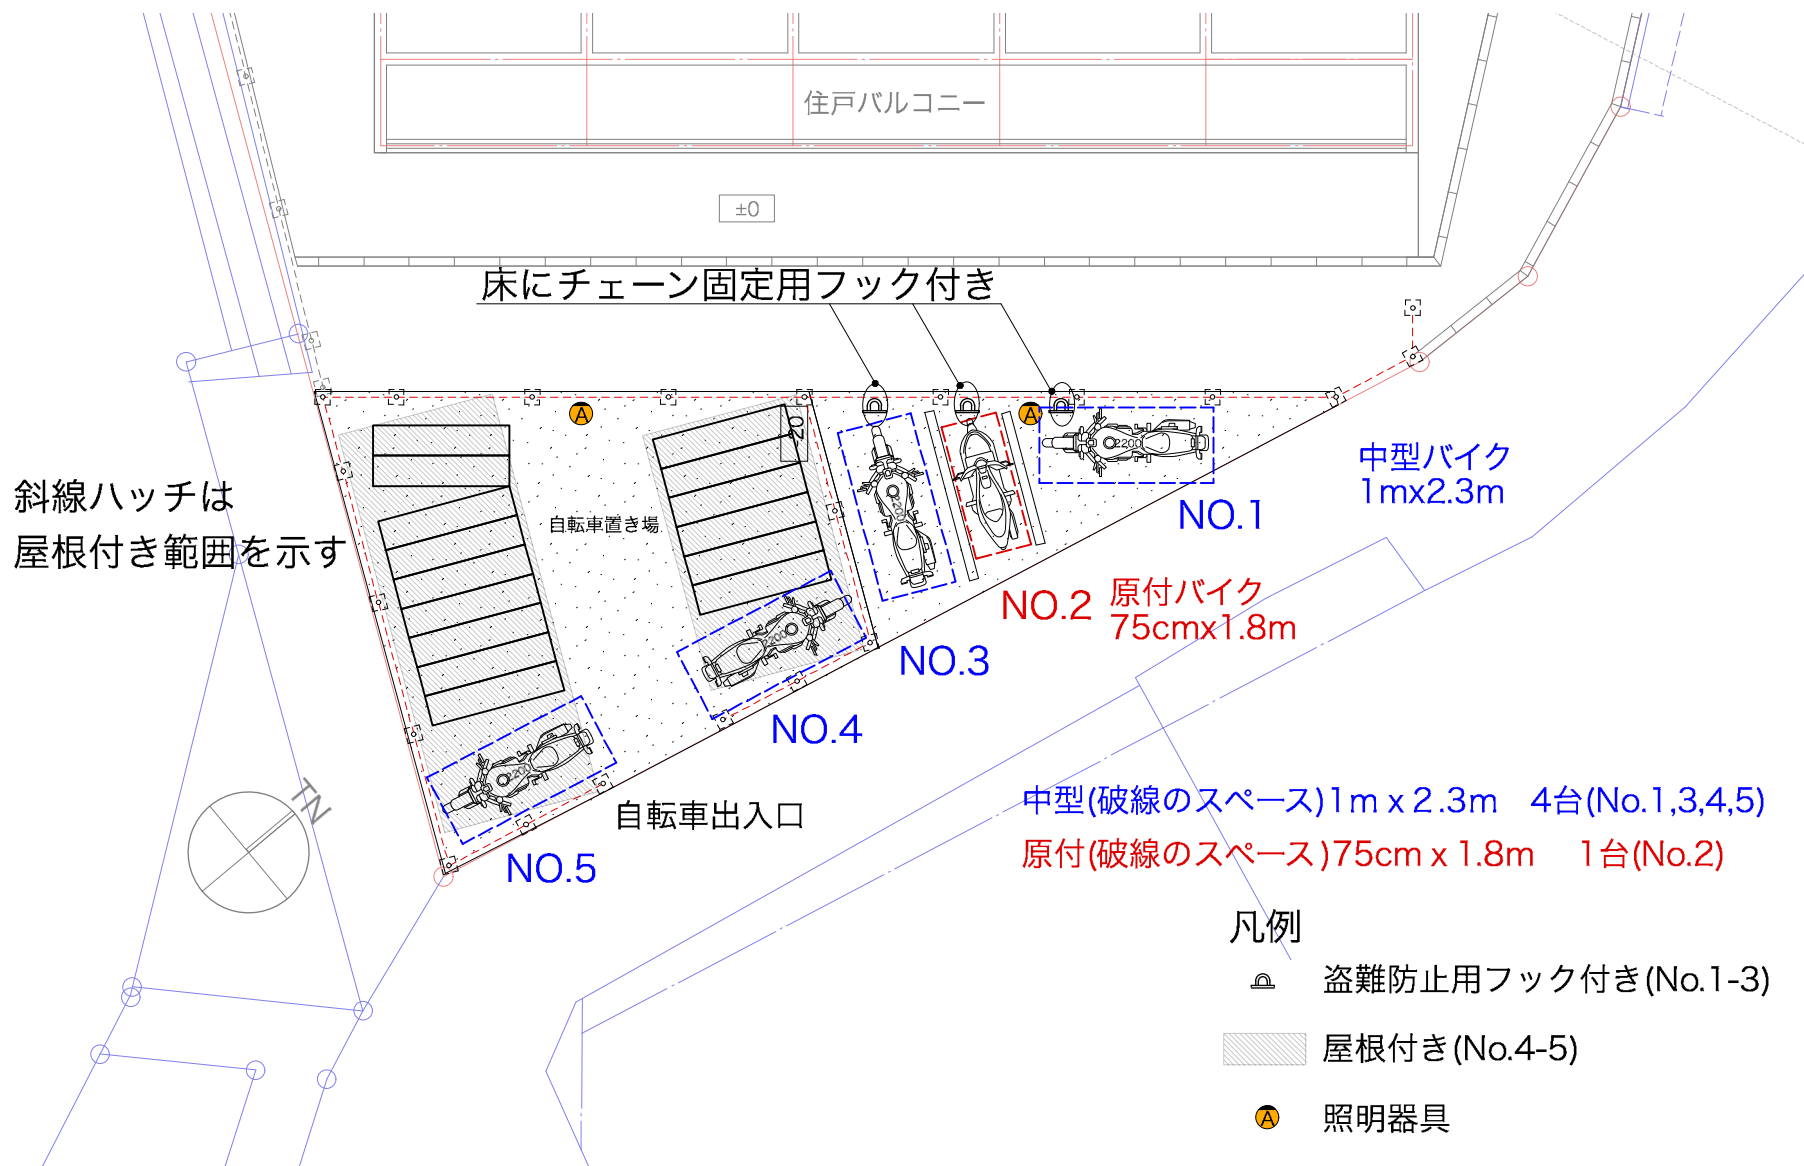 住戸バルコニー
±0
床にチェーン固定用フック付き
A
A
20
2200
2200
中型バイク
1mx2.3m
斜線ハッチは
屋根付き範囲を示す
自転車置き場
NO.1
NO.2
原付バイク
75cmx1.8m
2200
NO.3
NO.4
2200
NO.5
自転車出入口
TN
中型(破線のスペース)1m x 2.3m 4台(No.1,3,4,5)
原付(破線のスペース)75cm x 1.8m 1台(No.2)
凡例
盗難防止用フック付き(No.1-3)
屋根付き(No.4-5)
A 照明器具